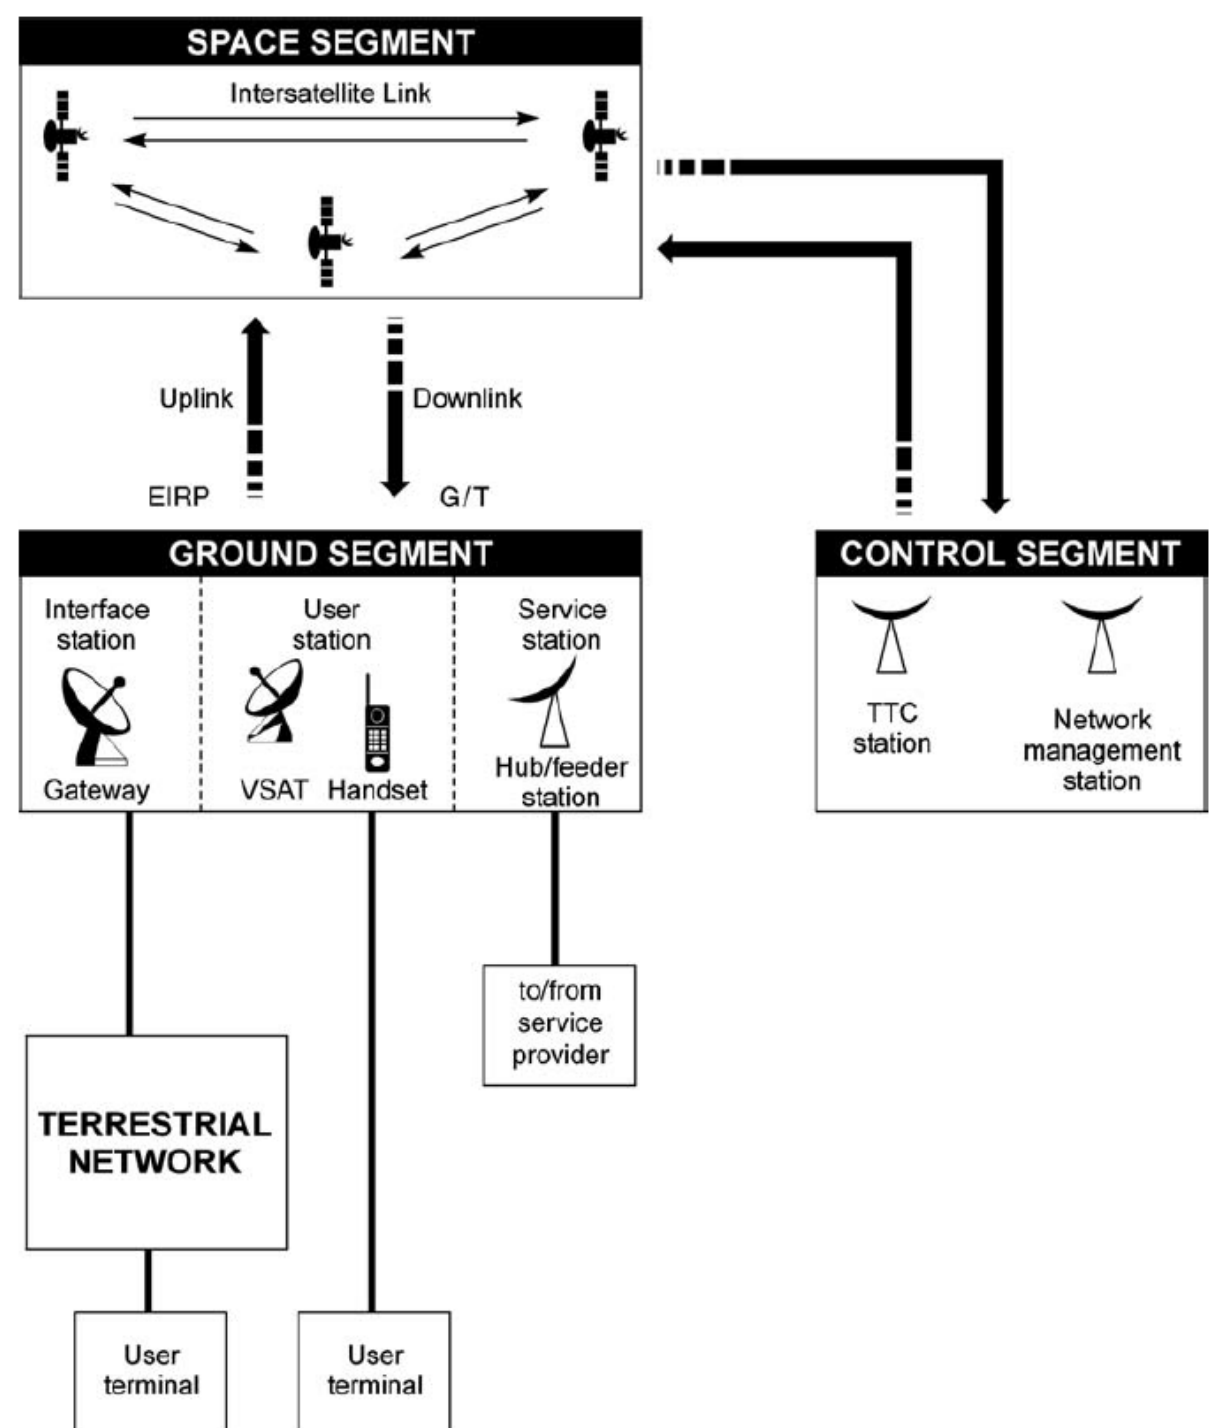 SPACE SEGMENT
Intersatellite Link
Uplink
Downlink
EIRP
G/T
GROUND SEGMENT
Interface
station
Gateway
User
station
VSAT
Handset
Service
station
Hub/feeder
station
CONTROL SEGMENT
TTC
station
Network
management
station
to/from
service
provider
TERRESTRIAL
NETWORK
User
terminal
User
terminal